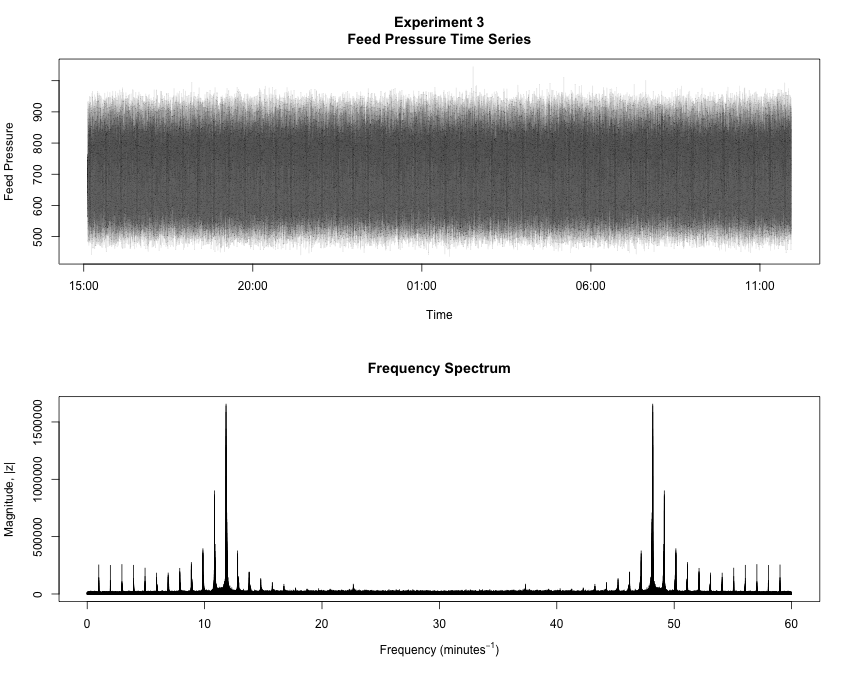 Experiment 3
Feed Pressure Time Series
Feed Pressure
900
800
700
600
500
15:00 20:00 01:00 06:00 11:00
Time
Frequency Spectrum
Magnitude, |z|
1500000
1000000
500000
0
0 10 20 30 40 50 60
Frequency (minutes⁻¹)